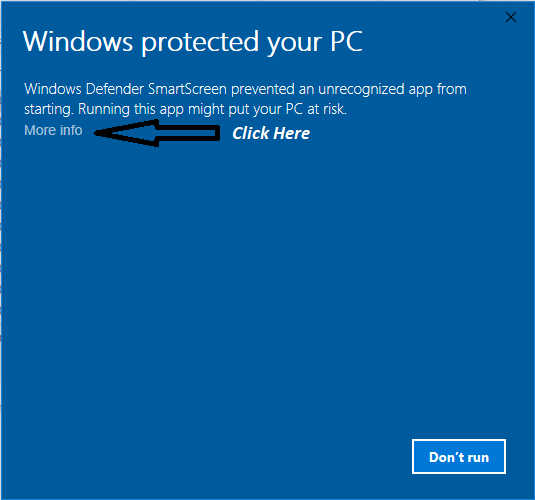 Windows protected your PC
Windows Defender SmartScreen prevented an unrecognized app from
starting. Running this app might put your PC at risk.
More info
Click Here
Don't run